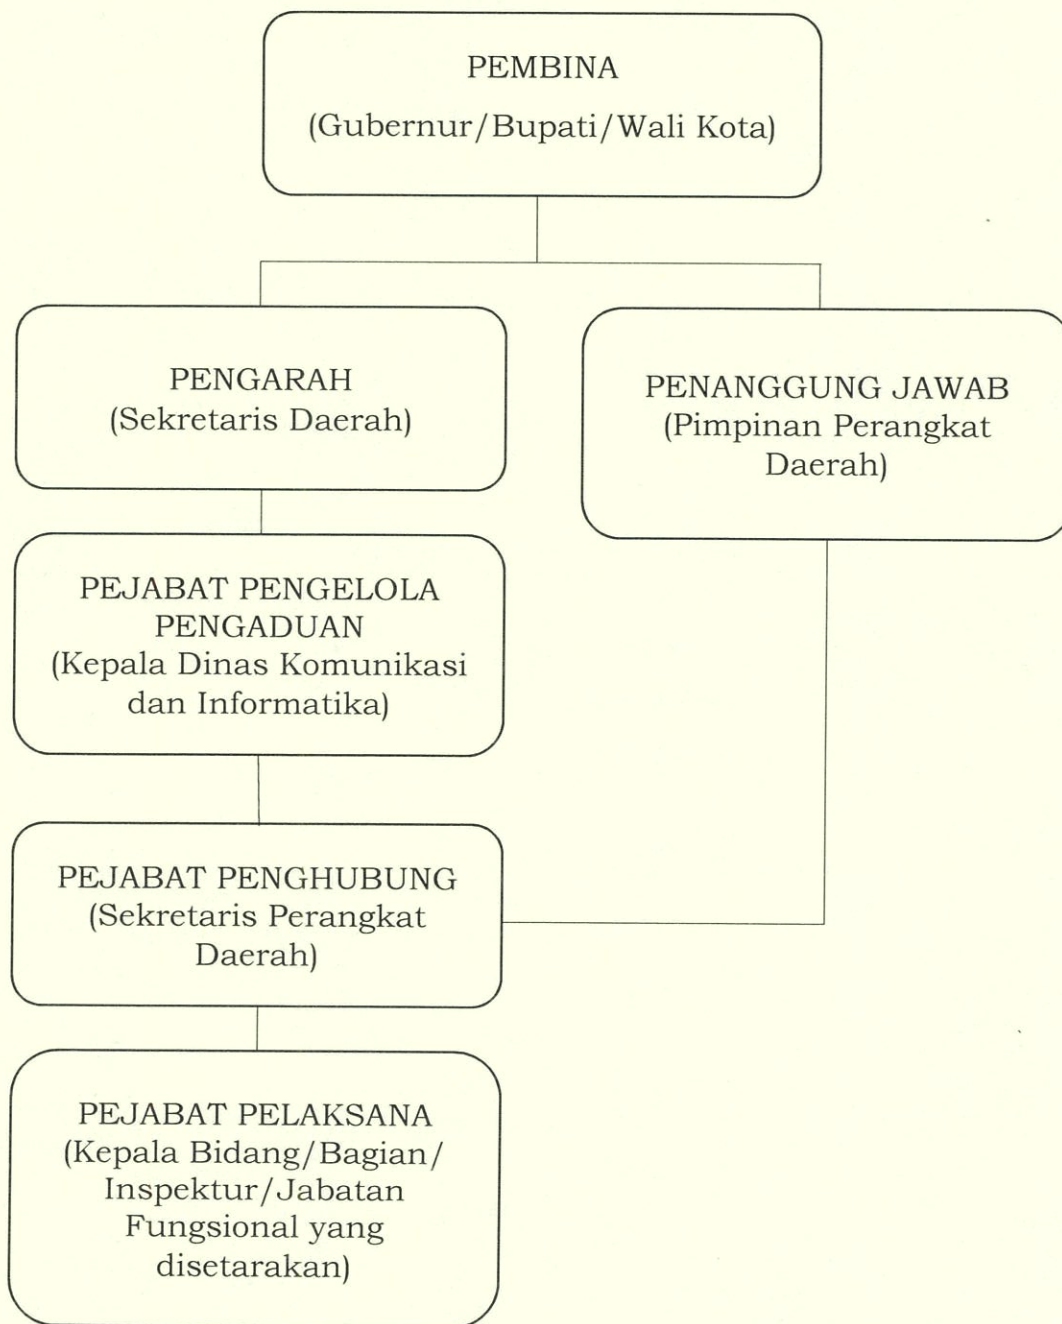 PEMBINA
(Gubernur/Bupati/Wali Kota)
PENGARAH
(Sekretaris Daerah)
PENANGGUNG JAWAB
(Pimpinan Perangkat
Daerah)
PEJABAT PENGELOLA
PENGADUAN
(Kepala Dinas Komunikasi
dan Informatika)
PEJABAT PENGHUBUNG
(Sekretaris Perangkat
Daerah)
PEJABAT PELAKSANA
(Kepala Bidang/Bagian/
Inspektur/Jabatan
Fungsional yang
disetarakan)